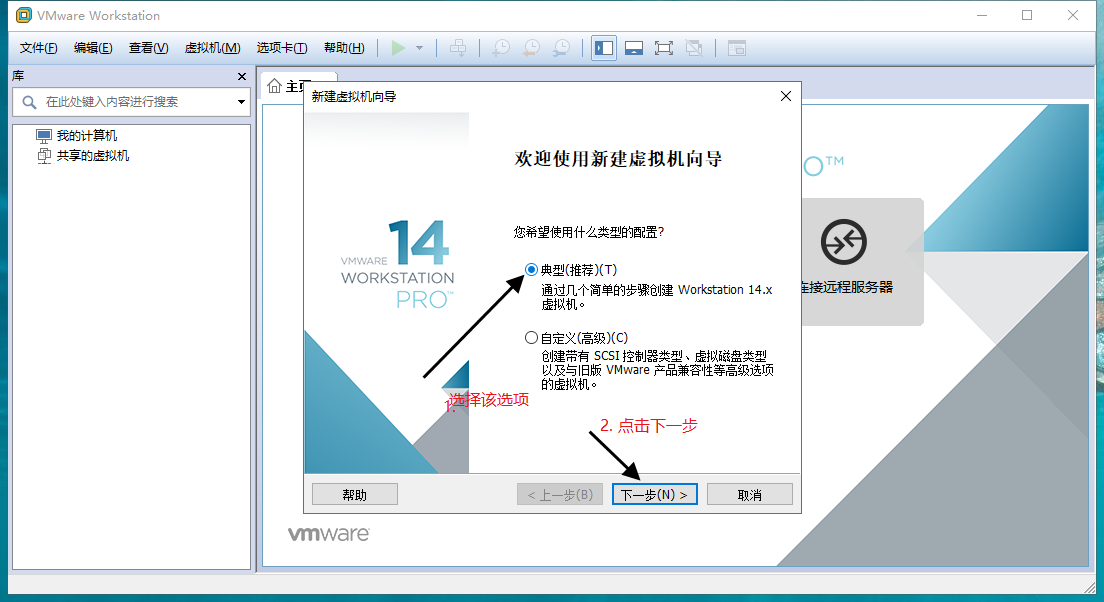 VMware Workstation
文件(F) 编辑(E) 查看(V) 虚拟机(M) 选项卡(T) 帮助(H)
库
主页
在此处键入内容进行搜索
我的计算机
共享的虚拟机
新建虚拟机向导
欢迎使用新建虚拟机向导
14
VMWARE
WORKSTATION
PRO™
您希望使用什么类型的配置?
典型(推荐)(T)
通过几个简单的步骤创建 Workstation 14.x
虚拟机。
自定义(高级)(C)
创建带有 SCSI 控制器类型、虚拟磁盘类型
以及与旧版 VMware 产品兼容性等高级选项
的虚拟机。
1.选择该选项
2. 点击下一步
帮助
< 上一步(B)
下一步(N) >
取消
O™
连接远程服务器
vmware